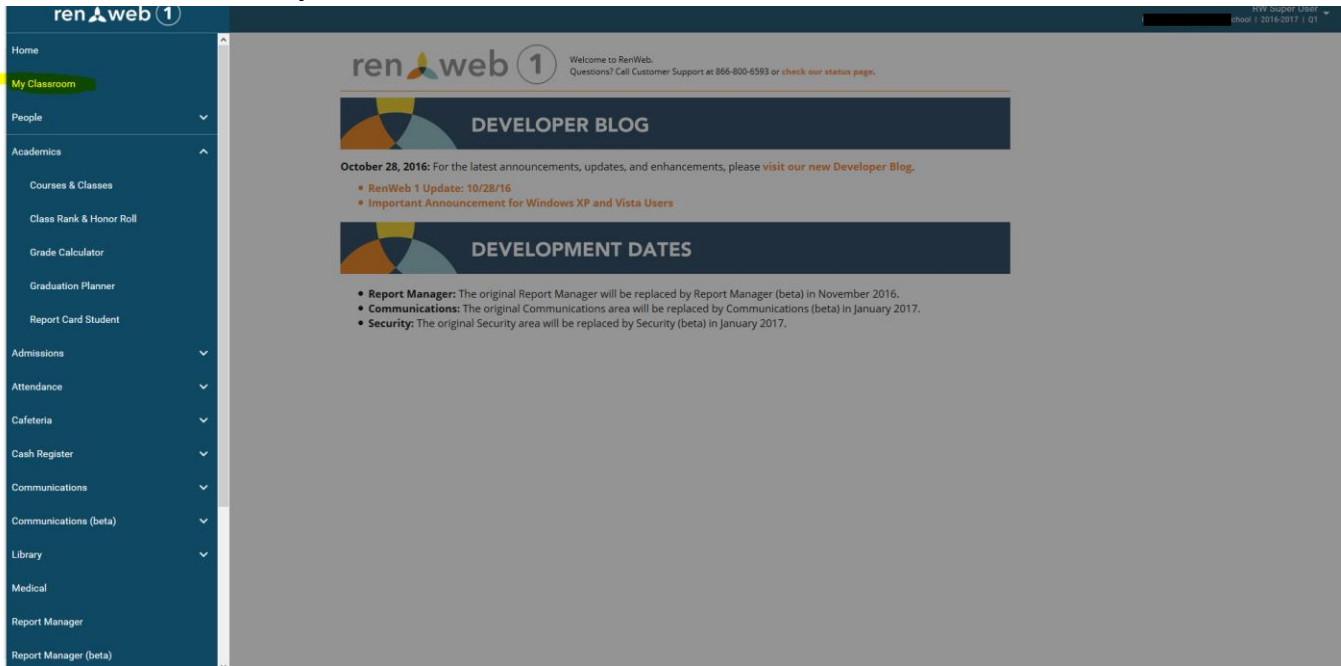 ren web 1
RW Super User
chool | 2016-2017 | Q1
Home
My Classroom
People
Academics
Courses & Classes
Class Rank & Honor Roll
Grade Calculator
Graduation Planner
Report Card Student
Admissions
Attendance
Cafeteria
Cash Register
Communications
Communications (beta)
Library
Medical
Report Manager
Report Manager (beta)
ren web 1
Welcome to RenWeb.
Questions? Call Customer Support at 866-800-6593 or check our status page.
DEVELOPER BLOG
October 28, 2016: For the latest announcements, updates, and enhancements, please visit our new Developer Blog.
• RenWeb 1 Update: 10/28/16
• Important Announcement for Windows XP and Vista Users
DEVELOPMENT DATES
• Report Manager: The original Report Manager will be replaced by Report Manager (beta) in November 2016.
• Communications: The original Communications area will be replaced by Communications (beta) in January 2017.
• Security: The original Security area will be replaced by Security (beta) in January 2017.